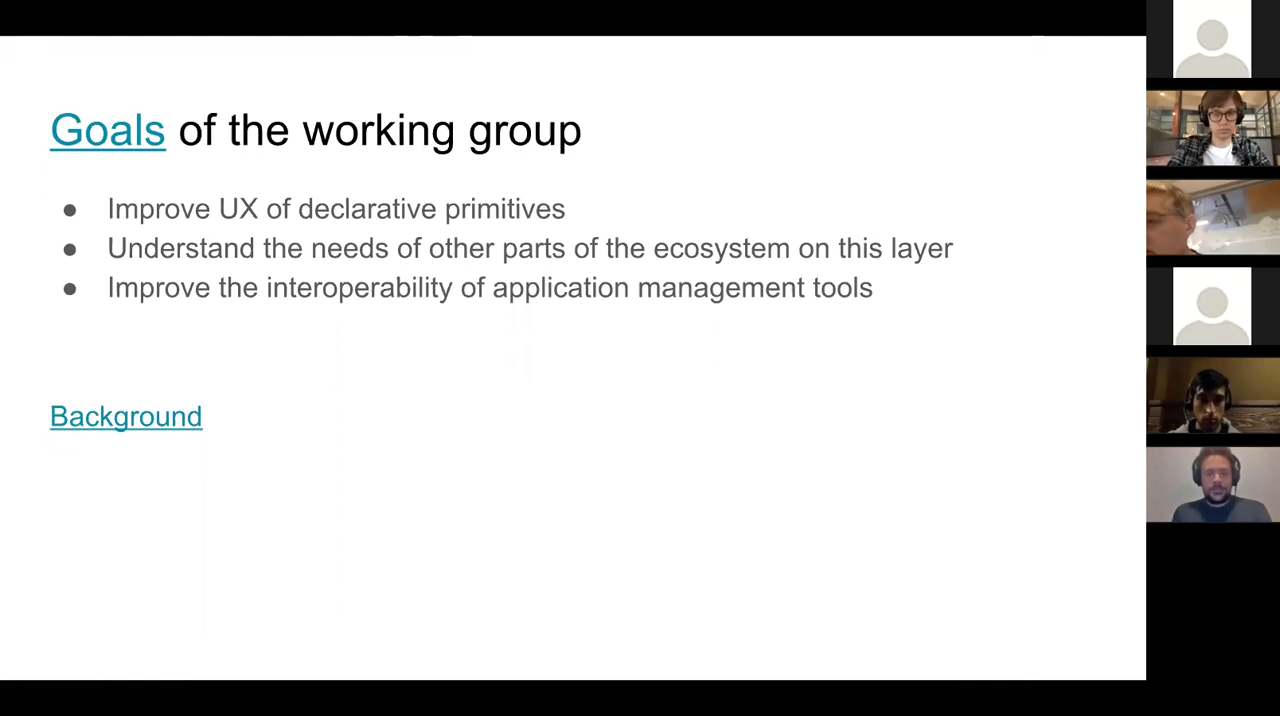 Goals of the working group
● Improve UX of declarative primitives
● Understand the needs of other parts of the ecosystem on this layer
● Improve the interoperability of application management tools
Background